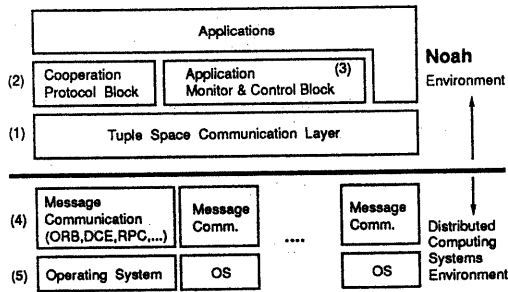 Applications
Noah
Environment
(2)
Cooperation
Protocol Block
Application (3)
Monitor & Control Block
(1)
Tuple Space Communication Layer
(4)
Message
Communication
(ORB,DCE,RPC,...)
Message
Comm.
....
Message
Comm.
Distributed
Computing
Systems
Environment
(5)
Operating System
OS
OS